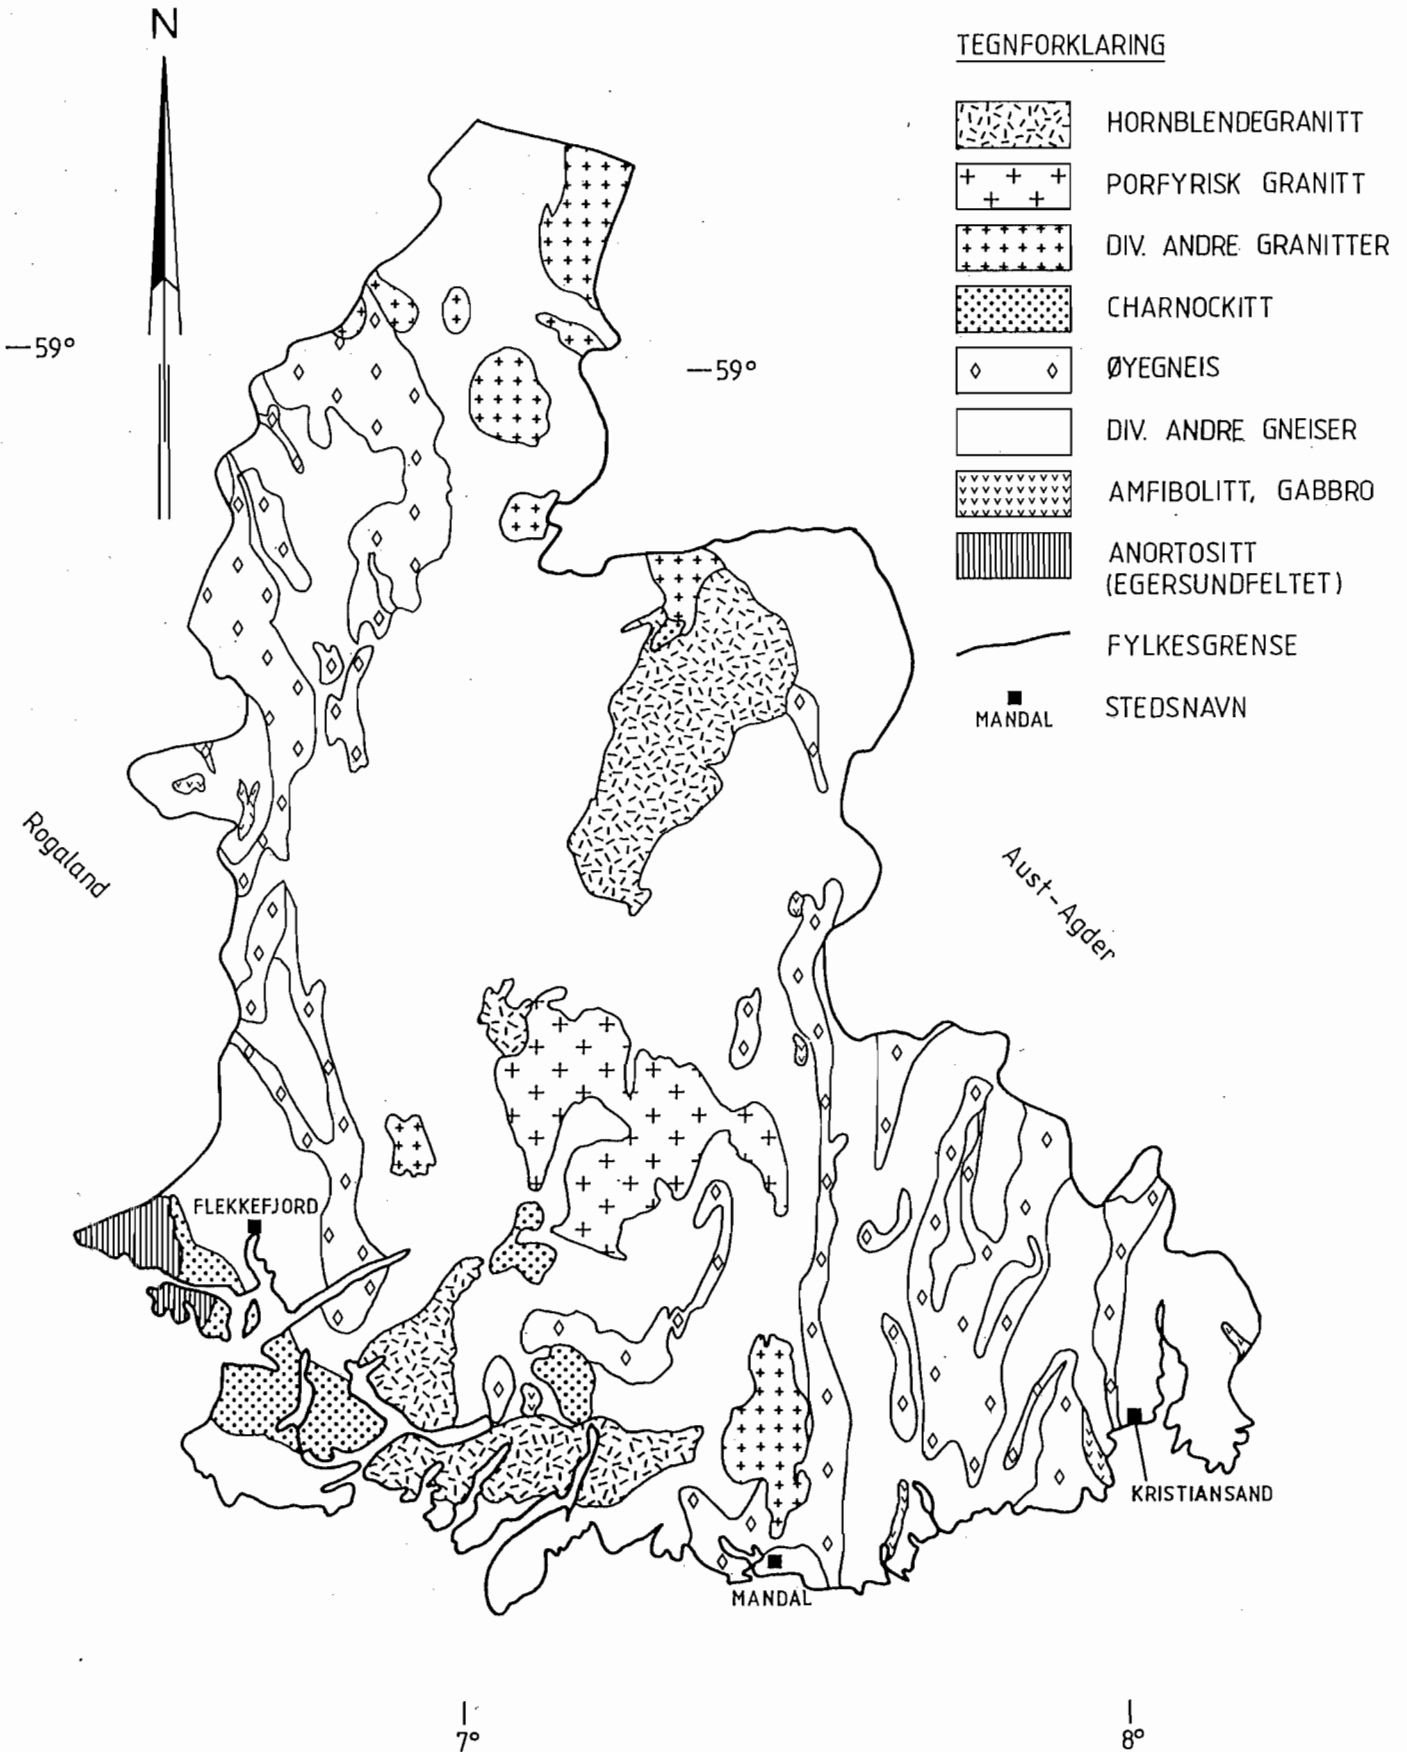 N
TEGNFORKLARING
HORNBLENDEGRANITT
PORFYRISK GRANITT
DIV. ANDRE GRANITTER
CHARNOCKITT
ØYEGNEIS
DIV. ANDRE GNEISER
AMFIBOLITT, GABBRO
ANORTOSITT
(EGERSUNDFELTET)
FYLKESGRENSE
MANDAL
STEDSNAVN
59°
59°
Rogaland
Aust-Agder
FLEKKEFJORD
KRISTIANSAND
MANDAL
7°
8°